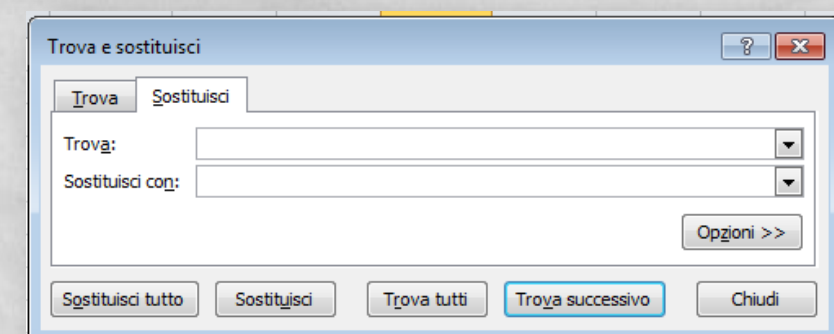 Trova e sostituisci
Trova Sostituisci
Trova:
Sostituisci con:
Opzioni >>
Sostituisci tutto Sostituisci Trova tutti Trova successivo Chiudi